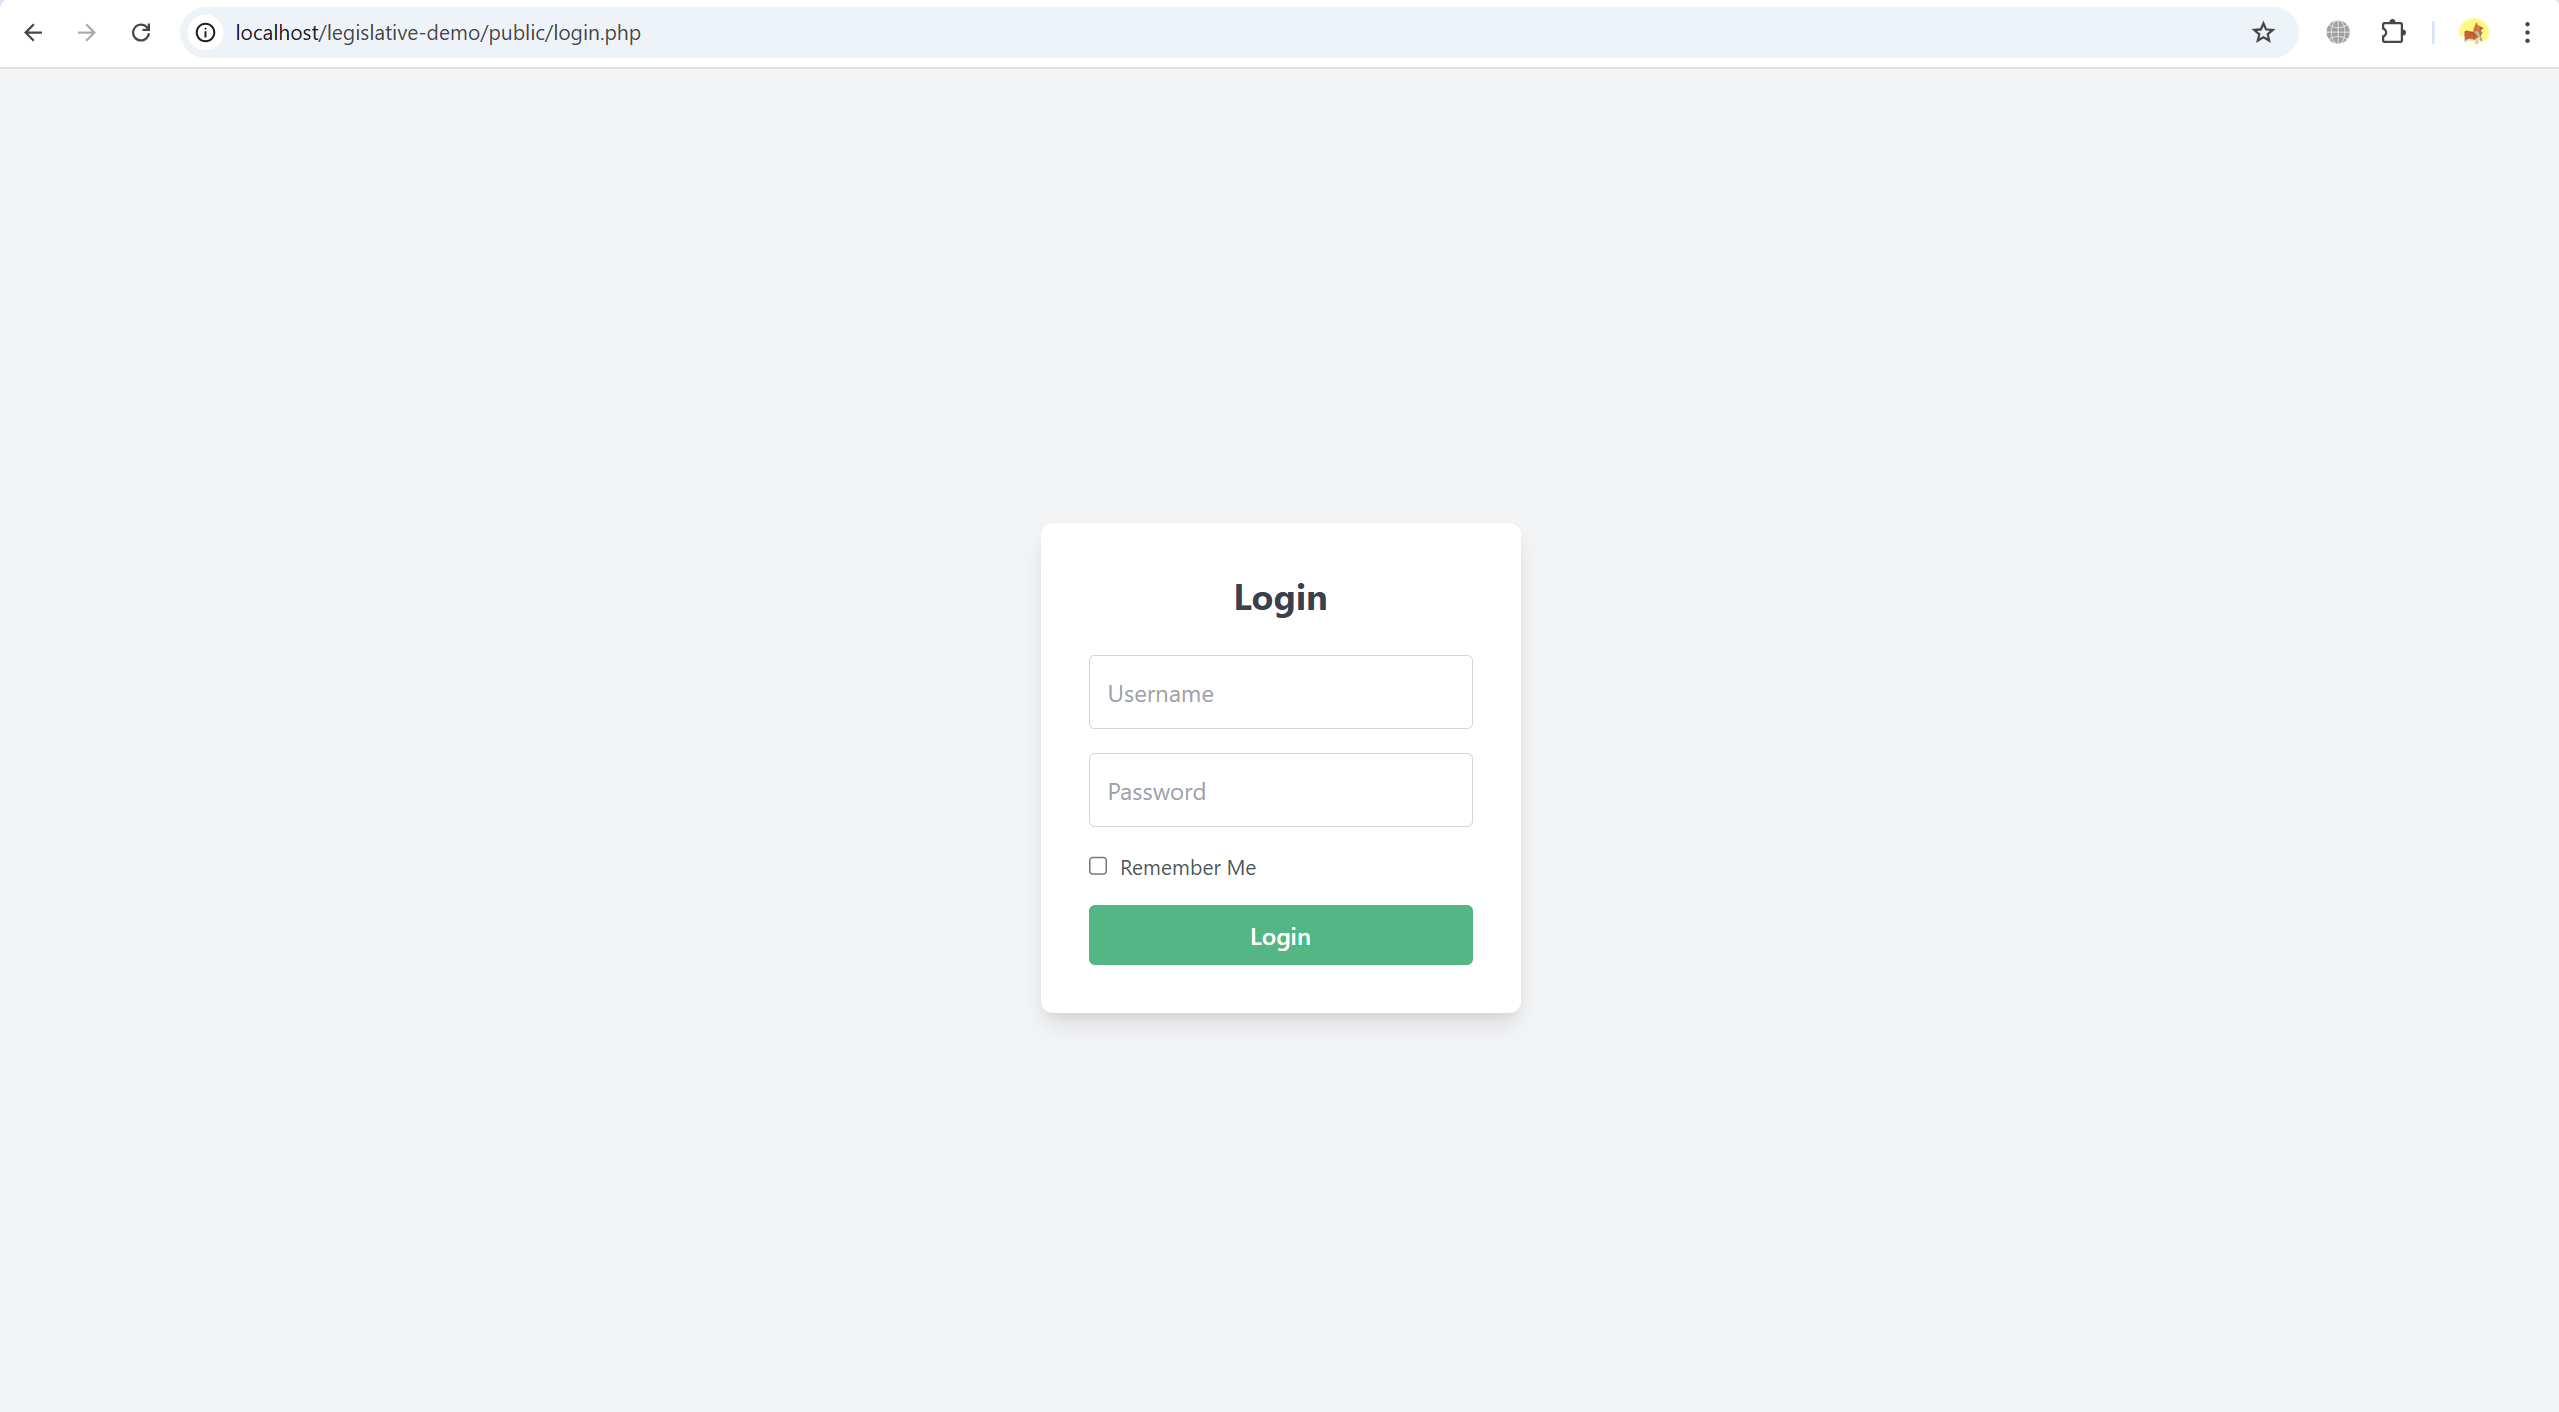 localhost/legislative-demo/public/login.php
Login
Username
Password
Remember Me
Login